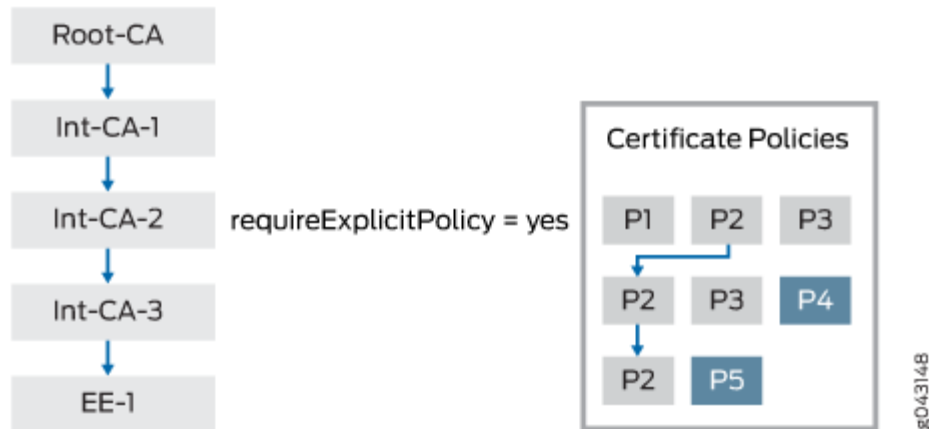 Root-CA
Int-CA-1
Int-CA-2
Int-CA-3
EE-1
requireExplicitPolicy = yes
Certificate Policies
P1 P2 P3
P2 P3 P4
P2 P5
g043148